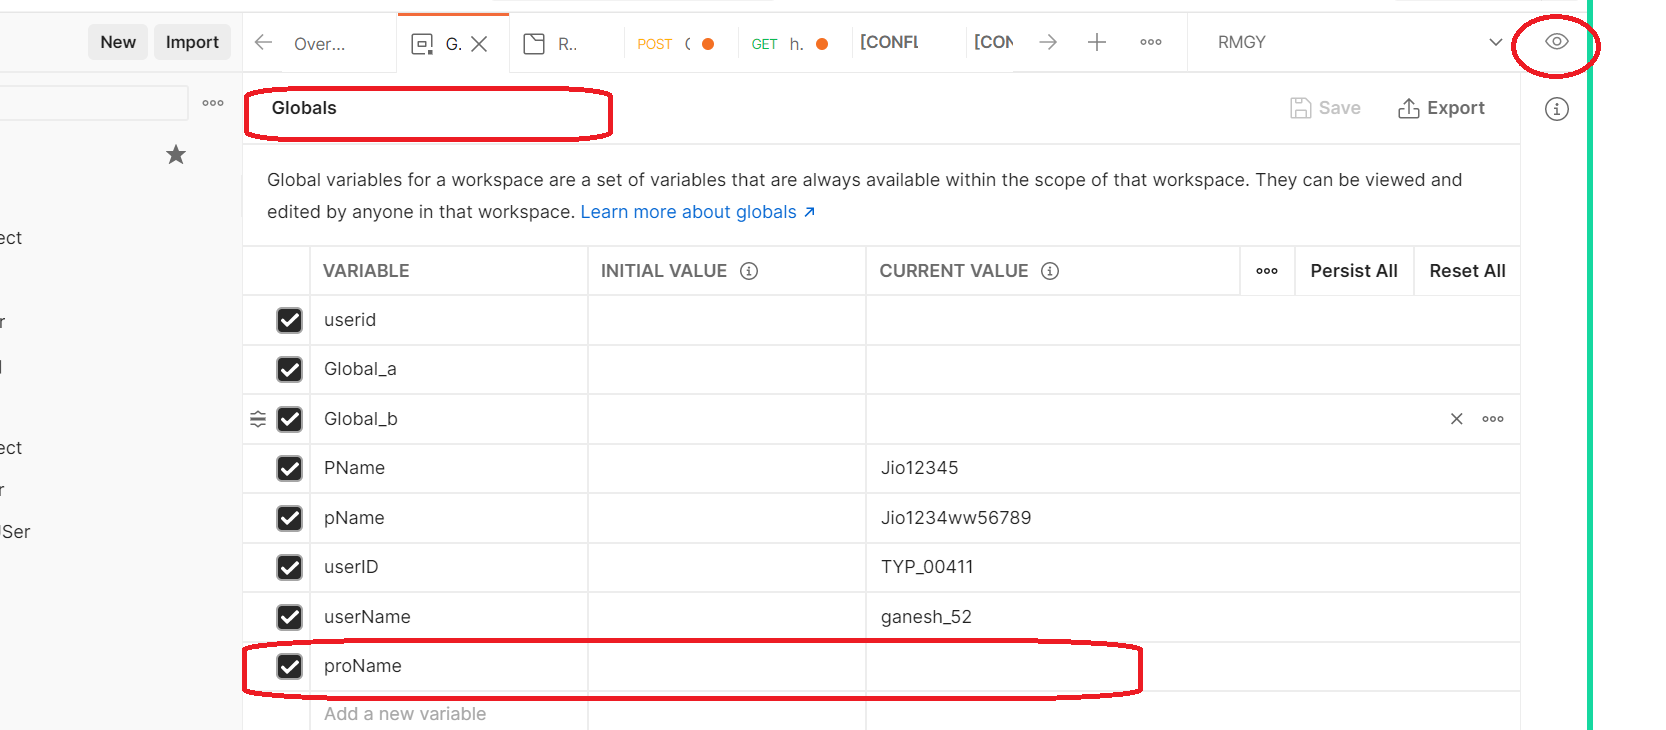 New Import Over... G. R.. POST GET h. [CONFL [CON RMGY
Globals Save Export
Global variables for a workspace are a set of variables that are always available within the scope of that workspace. They can be viewed and
edited by anyone in that workspace. Learn more about globals ↗
ect
VARIABLE INITIAL VALUE CURRENT VALUE Persist All Reset All
userid
r
Global_a
Global_b
ect
PName Jio12345
r
pName Jio1234ww56789
USer
userID TYP_00411
userName ganesh_52
proName
Add a new variable